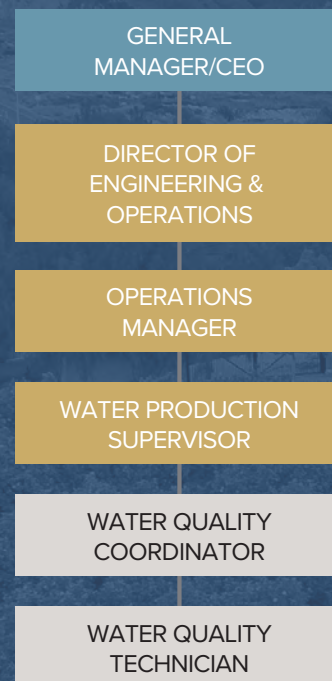 GENERAL
MANAGER/CEO
DIRECTOR OF
ENGINEERING &
OPERATIONS
OPERATIONS
MANAGER
WATER PRODUCTION
SUPERVISOR
WATER QUALITY
COORDINATOR
WATER QUALITY
TECHNICIAN